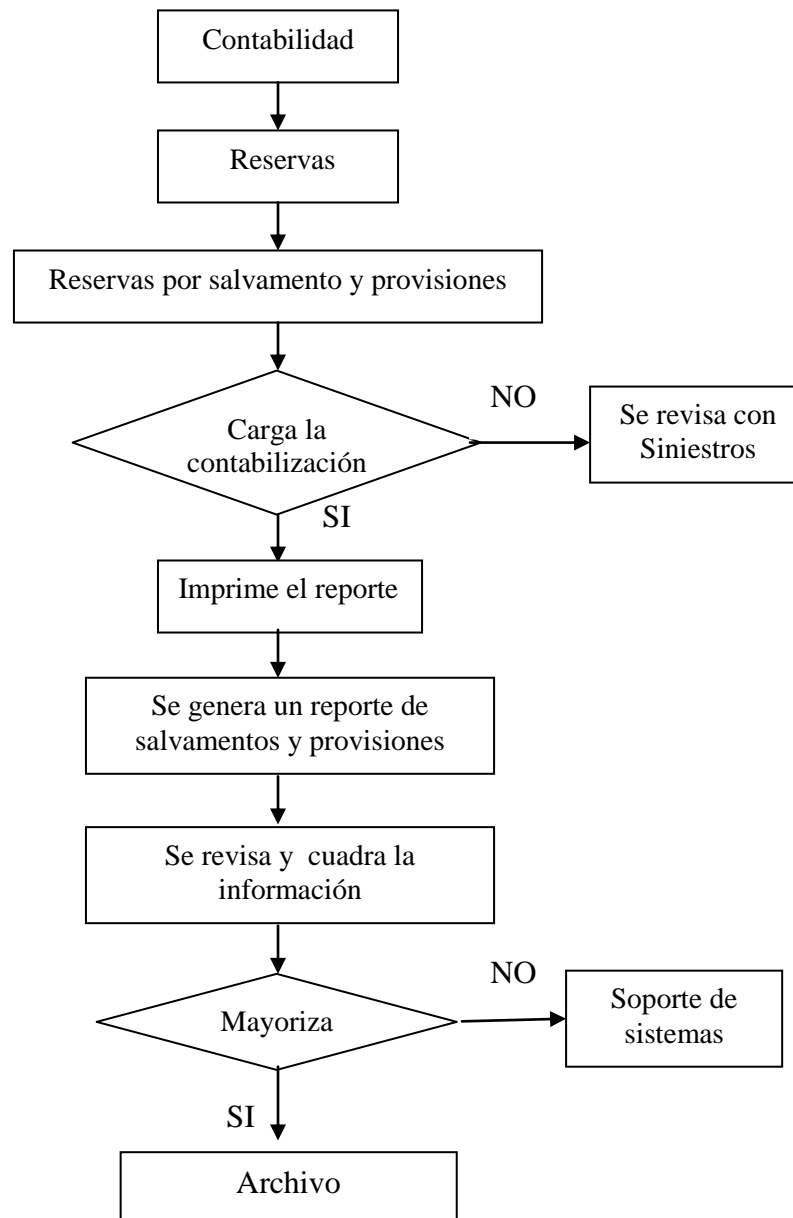 Contabilidad
Reservas
Reservas por salvamento y provisiones
Carga la
contabilización
NO
Se revisa con
Siniestros
SI
Imprime el reporte
Se genera un reporte de
salvamentos y provisiones
Se revisa y cuadra la
información
Mayoriza
NO
Soporte de
sistemas
SI
Archivo